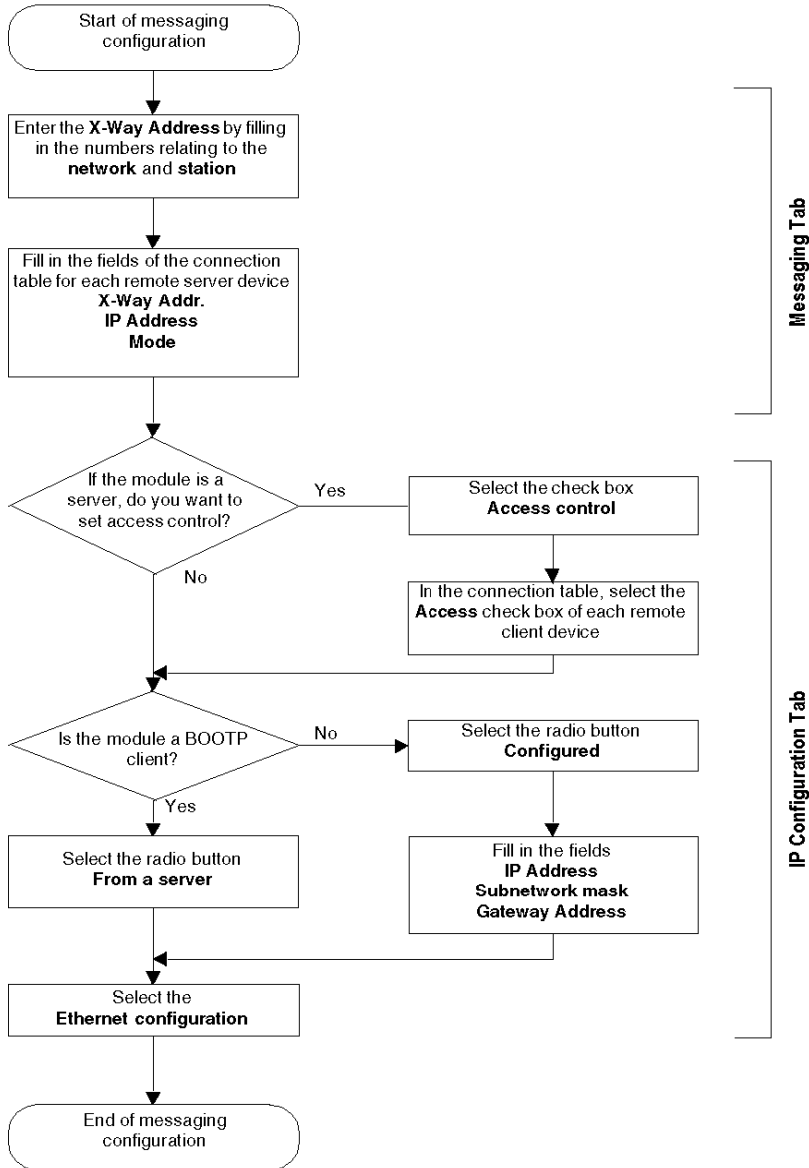 Start of messaging
configuration
Enter the X-Way Address by filling
in the numbers relating to the
network and station
Fill in the fields of the connection
table for each remote server device
X-Way Addr.
IP Address
Mode
Messaging Tab
If the module is a
server, do you want to
set access control?
Yes
No
Select the check box
Access control
In the connection table, select the
Access check box of each remote
client device
Is the module a BOOTP
client?
No
Yes
Select the radio button
Configured
Select the radio button
From a server
Fill in the fields
IP Address
Subnetwork mask
Gateway Address
IP Configuration Tab
Select the
Ethernet configuration
End of messaging
configuration